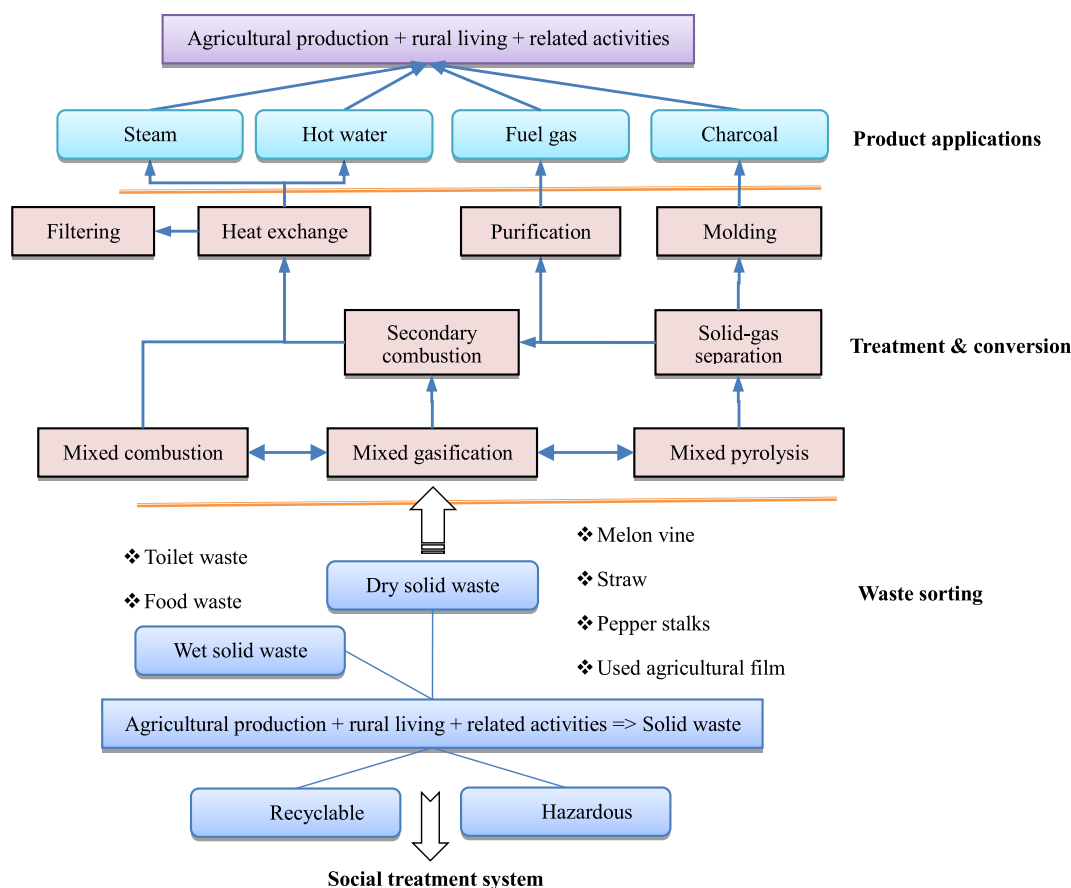 Agricultural production + rural living + related activities
Steam
Hot water
Fuel gas
Charcoal
Product applications
Filtering
Heat exchange
Purification
Molding
Secondary
combustion
Solid-gas
separation
Treatment & conversion
Mixed combustion
Mixed gasification
Mixed pyrolysis
❖ Toilet waste
❖ Food waste
Dry solid waste
❖ Melon vine
❖ Straw
❖ Pepper stalks
❖ Used agricultural film
Waste sorting
Wet solid waste
Agricultural production + rural living + related activities => Solid waste
Recyclable
Hazardous
Social treatment system